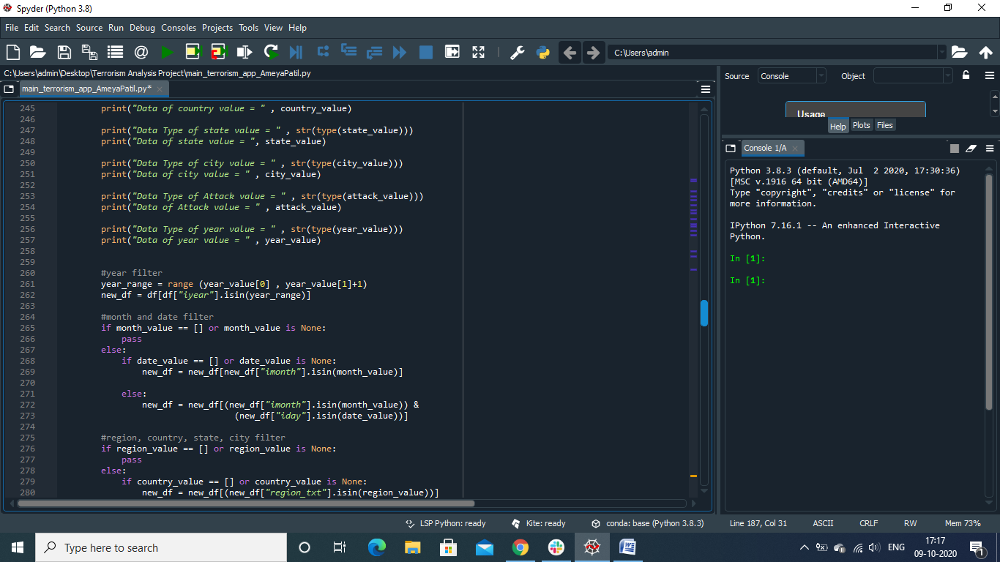 Spyder (Python 3.8)
File Edit Search Source Run Debug Consoles Projects Tools View Help
C:\Users\admin
C:\Users\admin\Desktop\Terrorism Analysis Project\main_terrorism_app_AmeyaPatil.py
main_terrorism_app_AmeyaPatil.py*
245 print("Data of country value = " , country_value)
246
247 print("Data Type of state value = " , str(type(state_value)))
248 print("Data of state value = ", state_value)
249
250 print("Data Type of city value = " , str(type(city_value)))
251 print("Data of city value = " , city_value)
252
253 print("Data Type of Attack value = " , str(type(attack_value)))
254 print("Data of Attack value = " , attack_value)
255
256 print("Data Type of year value = " , str(type(year_value)))
257 print("Data of year value = " , year_value)
258
259
260 #year filter
261 year_range = range (year_value[0] , year_value[1]+1)
262 new_df = df[df["iyear"].isin(year_range)]
263
264 #month and date filter
265 if month_value == [] or month_value is None:
266 pass
267 else:
268 if date_value == [] or date_value is None:
269 new_df = new_df[new_df["imonth"].isin(month_value)]
270
271 else:
272 new_df = new_df[(new_df["imonth"].isin(month_value)) &
273 (new_df["iday"].isin(date_value))]
274
275 #region, country, state, city filter
276 if region_value == [] or region_value is None:
277 pass
278 else:
279 if country_value == [] or country_value is None:
280 new_df = new_df[(new_df["region_txt"].isin(region_value))]
Source Console Object
Usage
Help Plots Files
Console 1/A
Python 3.8.3 (default, Jul  2 2020, 17:30:36)
[MSC v.1916 64 bit (AMD64)]
Type "copyright", "credits" or "license" for
more information.
IPython 7.16.1 -- An enhanced Interactive
Python.
In [1]:
In [1]:
LSP Python: ready Kite: ready conda: base (Python 3.8.3) Line 187, Col 31 ASCII CRLF RW Mem 73%
Type here to search
ENG
17:17
09-10-2020
1